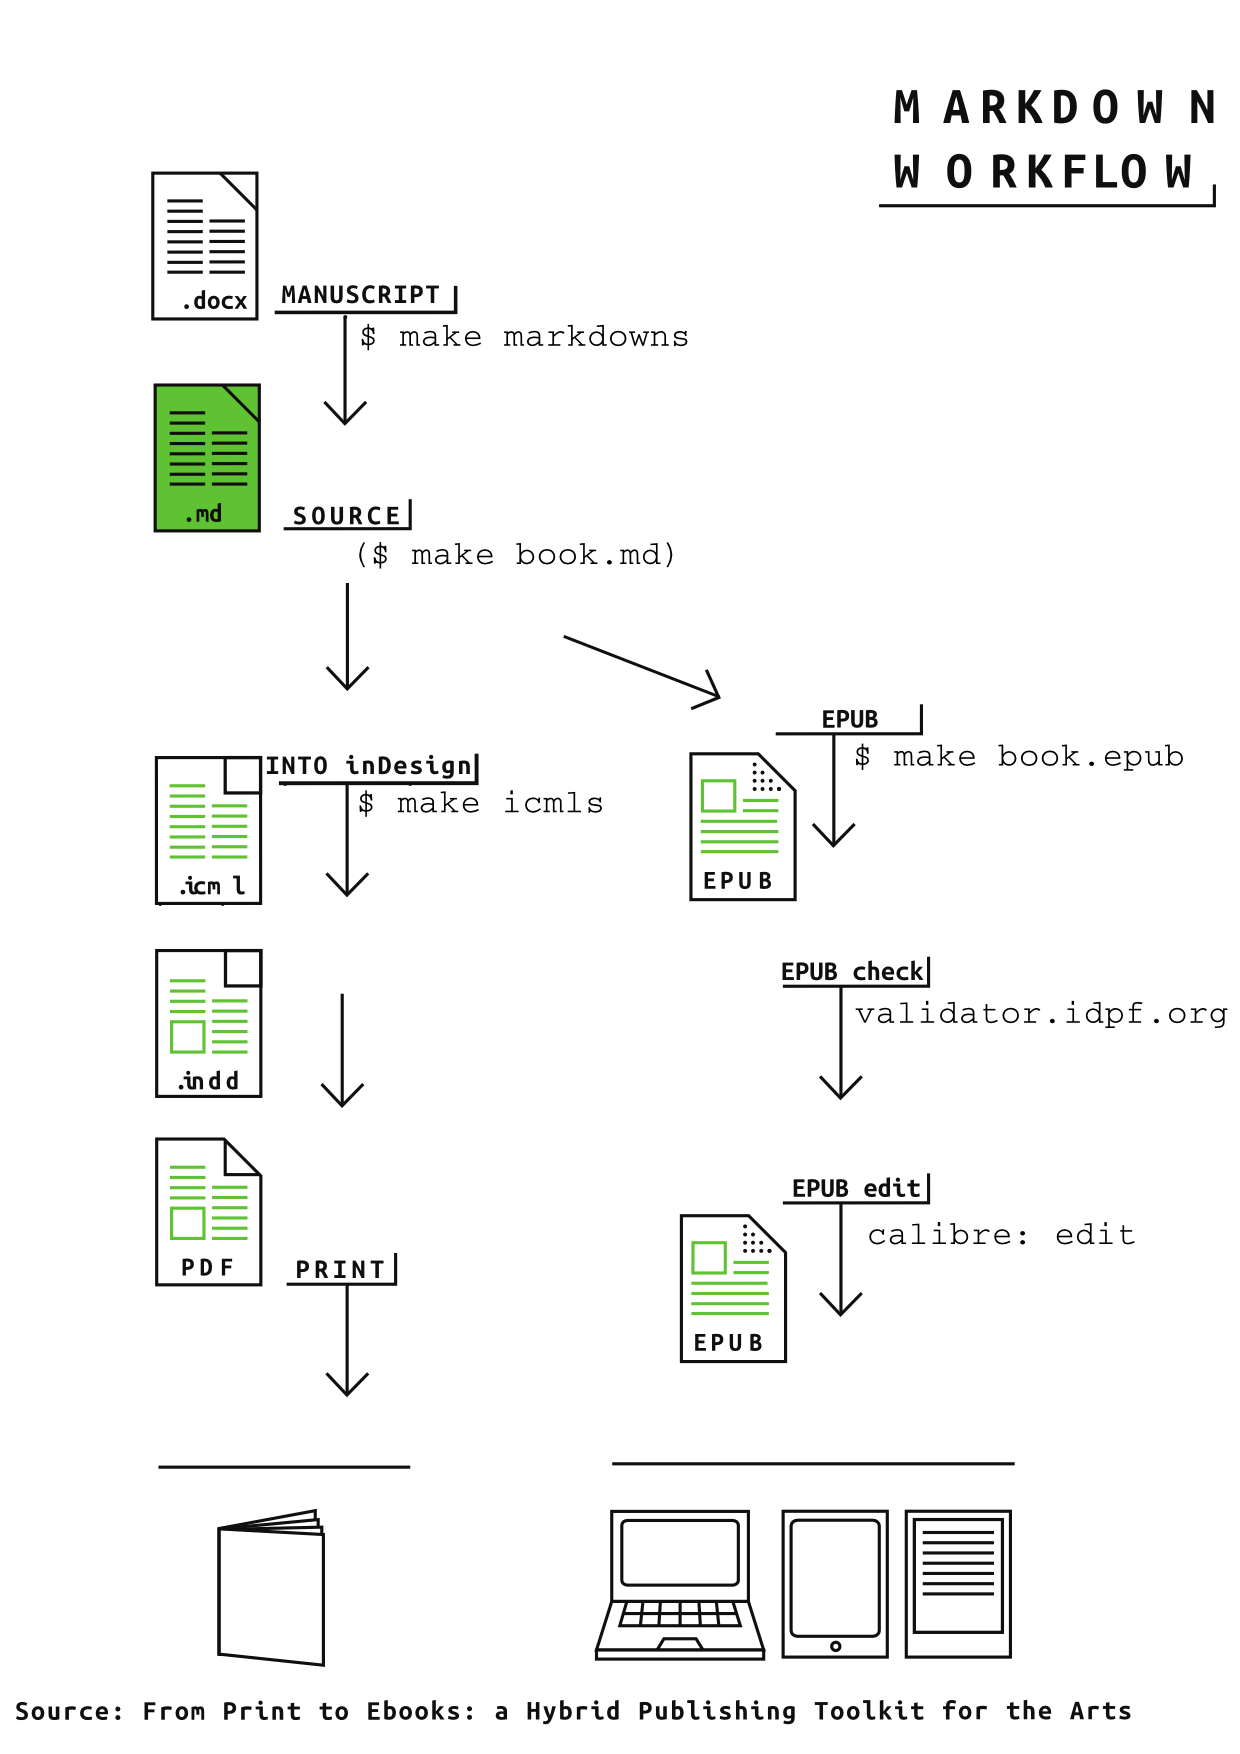 MARKDOWN
WORKFLOW
.docx
MANUSCRIPT
$ make markdowns
.md
SOURCE
($ make book.md)
INTO inDesign
$ make icmls
.icml
EPUB
$ make book.epub
EPUB
.indd
EPUB check
validator.idpf.org
PDF
PRINT
EPUB edit
calibre: edit
EPUB
Source: From Print to Ebooks: a Hybrid Publishing Toolkit for the Arts